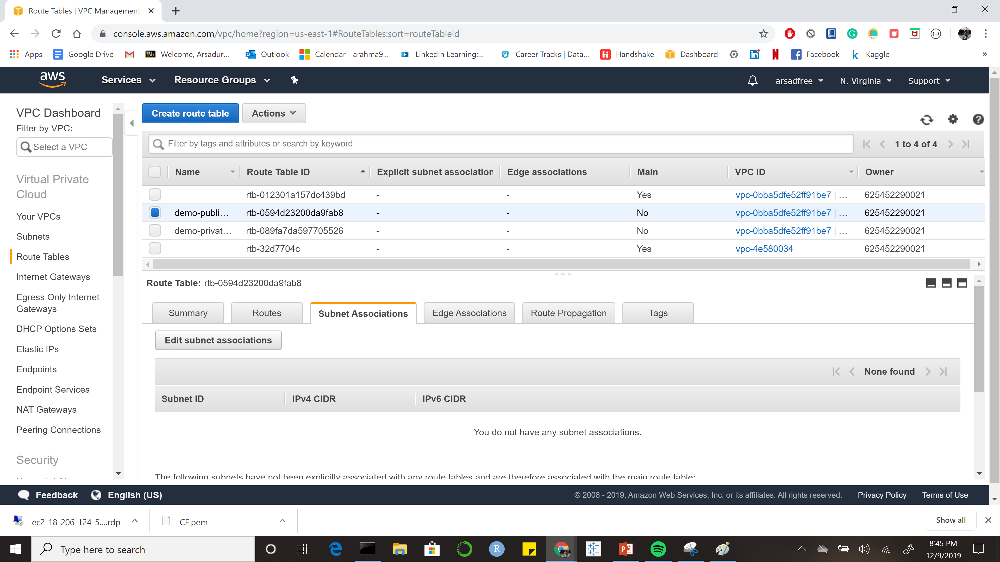 Route Tables | VPC Management
console.aws.amazon.com/vpc/home?region=us-east-1#RouteTables:sort=routeTableId
Apps Google Drive Bb Welcome, Arsadur... Outlook Calendar - arahma9... LinkedIn Learning:... Career Tracks | Data... Handshake Dashboard Facebook Kaggle »
aws Services Resource Groups arsadfree N. Virginia Support
VPC Dashboard
Filter by VPC:
Select a VPC
Virtual Private
Cloud
Your VPCs
Subnets
Route Tables
Internet Gateways
Egress Only Internet
Gateways
DHCP Options Sets
Elastic IPs
Endpoints
Endpoint Services
NAT Gateways
Peering Connections
Security
Create route table Actions
Filter by tags and attributes or search by keyword 1 to 4 of 4
Name Route Table ID Explicit subnet association Edge associations Main VPC ID Owner
rtb-012301a157dc439bd - - Yes vpc-0bba5dfe52ff91be7 | ... 625452290021
demo-publi... rtb-0594d23200da9fab8 - - No vpc-0bba5dfe52ff91be7 | ... 625452290021
demo-privat... rtb-089fa7da597705526 - - No vpc-0bba5dfe52ff91be7 | ... 625452290021
rtb-32d7704c - - Yes vpc-4e580034 625452290021
Route Table: rtb-0594d23200da9fab8
Summary Routes Subnet Associations Edge Associations Route Propagation Tags
Edit subnet associations
None found
Subnet ID IPv4 CIDR IPv6 CIDR
You do not have any subnet associations.
The following subnets have not been explicitly associated with any route tables and are therefore associated with the main route table:
Feedback English (US) © 2008 - 2019, Amazon Web Services, Inc. or its affiliates. All rights reserved. Privacy Policy Terms of Use
ec2-18-206-124-5....rdp CF.pem Show all
Type here to search
8:45 PM
12/9/2019